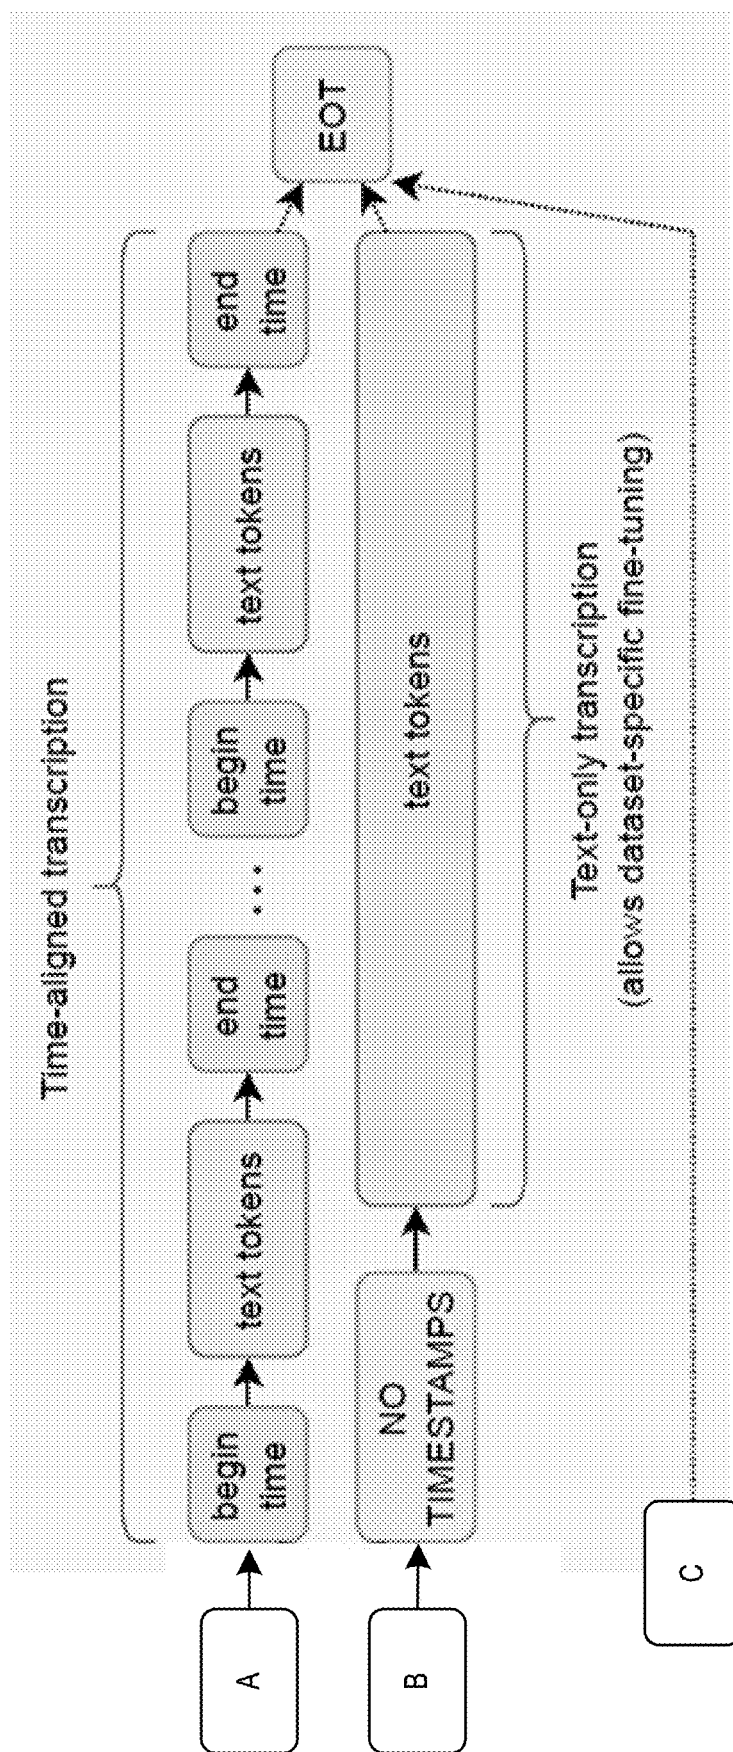 Time-aligned transcription
A
begin
time
text tokens
end
time
...
begin
time
text tokens
end
time
EOT
B
NO
TIMESTAMPS
text tokens
Text-only transcription
(allows dataset-specific fine-tuning)
C